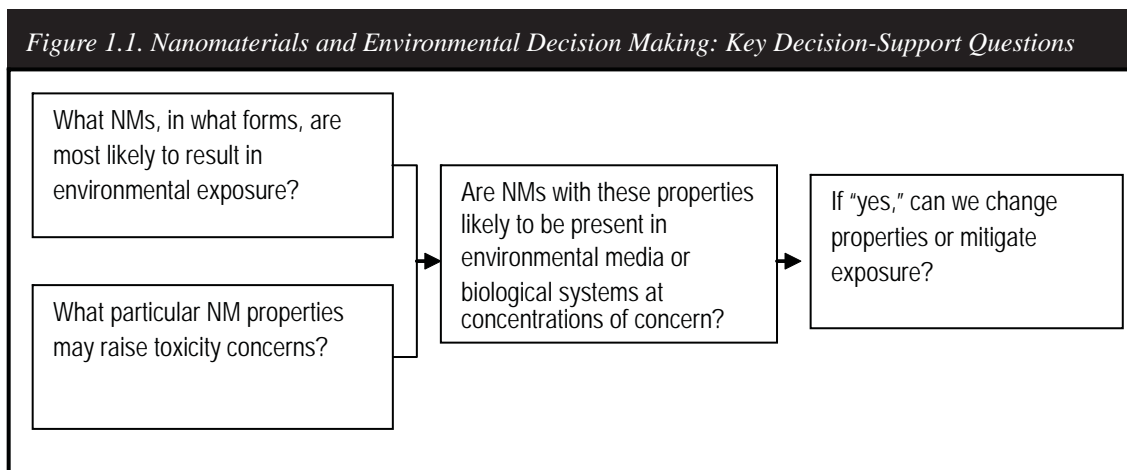 Figure 1.1. Nanomaterials and Environmental Decision Making: Key Decision-Support Questions
What NMs, in what forms, are
most likely to result in
environmental exposure?
What particular NM properties
may raise toxicity concerns?
Are NMs with these properties
likely to be present in
environmental media or
biological systems at
concentrations of concern?
If "yes," can we change
properties or mitigate
exposure?